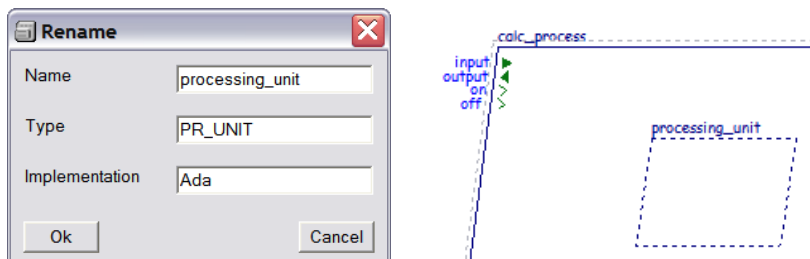 Rename
Name
processing_unit
Type
PR_UNIT
Implementation
Ada
Ok
Cancel
calc_process
input
output
on
off
processing_unit